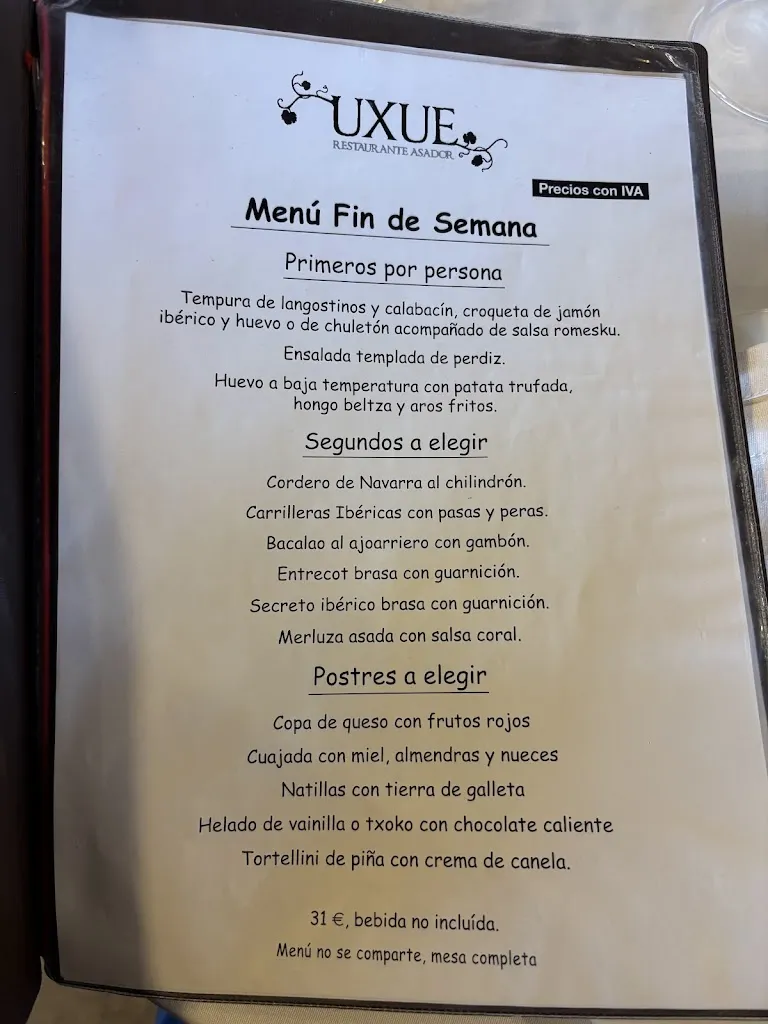 UXUE
RESTAURANTE ASADOR
Precios con IVA
Menú Fin de Semana
Primeros por persona
Tempura de langostinos y calabacín, croqueta de jamón
ibérico y huevo o de chuletón acompañado de salsa romesku.
Ensalada templada de perdiz.
Huevo a baja temperatura con patata trufada,
hongo beltza y aros fritos.
Segundos a elegir
Cordero de Navarra al chilindrón.
Carrilleras Ibéricas con pasas y peras.
Bacalao al ajoarriero con gambón.
Entrecot brasa con guarnición.
Secreto ibérico brasa con guarnición.
Merluza asada con salsa coral.
Postres a elegir
Copa de queso con frutos rojos
Cuajada con miel, almendras y nueces
Natillas con tierra de galleta
Helado de vainilla o txoko con chocolate caliente
Tortellini de piña con crema de canela.
31 €, bebida no incluída.
Menú no se comparte, mesa completa